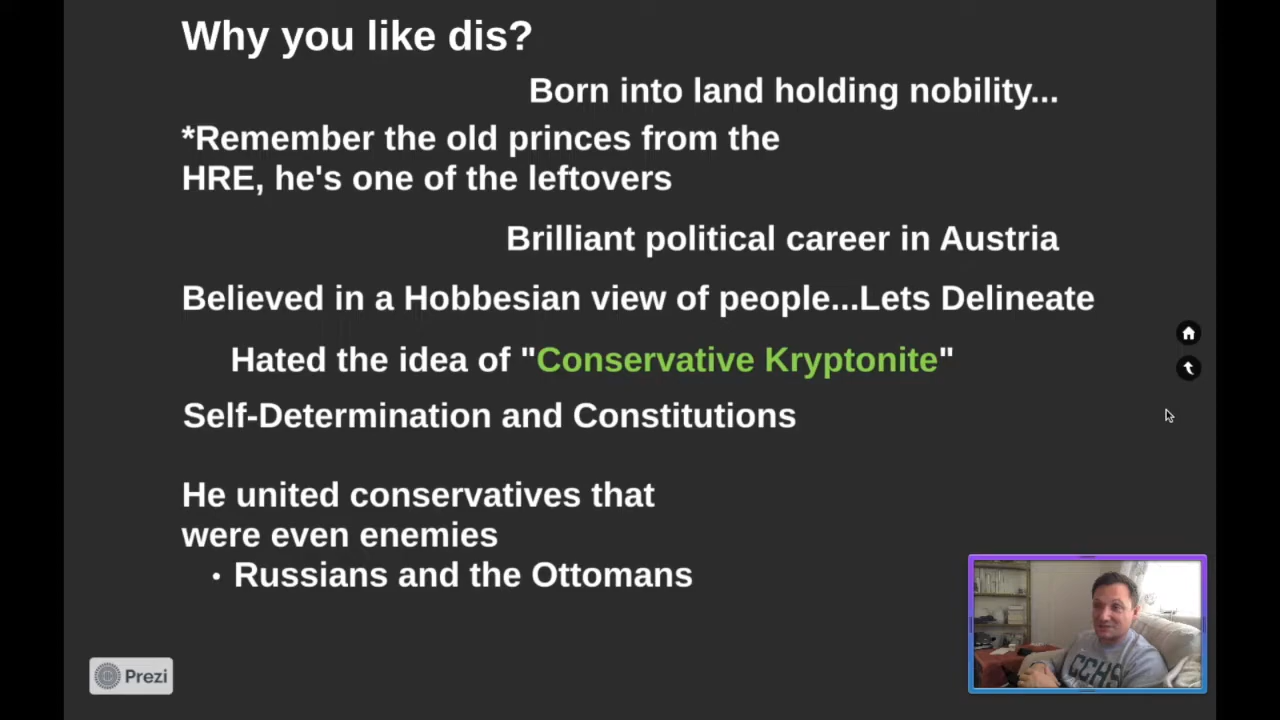 Why you like dis?
Born into land holding nobility...
*Remember the old princes from the
HRE, he's one of the leftovers
Brilliant political career in Austria
Believed in a Hobbesian view of people...Lets Delineate
Hated the idea of "Conservative Kryptonite"
Self-Determination and Constitutions
He united conservatives that
were even enemies
• Russians and the Ottomans
Prezi
CCHS